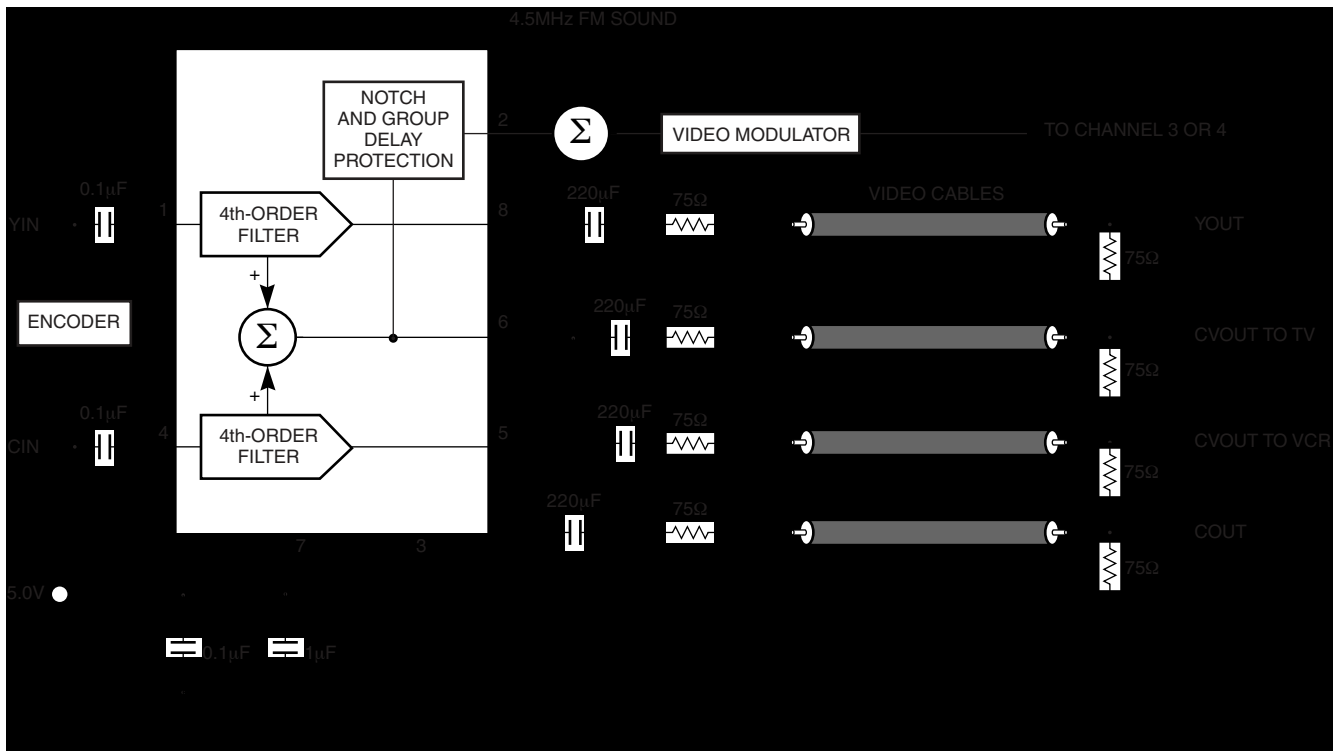 4.5MHz FM SOUND
NOTCH
AND GROUP
DELAY
PROTECTION
2
Σ
VIDEO MODULATOR
TO CHANNEL 3 OR 4
0.1µF
YIN
1
4th-ORDER
FILTER
8
220µF
75Ω
VIDEO CABLES
YOUT
75Ω
+
ENCODER
Σ
6
220µF
75Ω
CVOUT TO TV
75Ω
+
0.1µF
CIN
4
4th-ORDER
FILTER
5
220µF
75Ω
CVOUT TO VCR
75Ω
220µF
75Ω
COUT
75Ω
7
3
5.0V
0.1µF
1µF